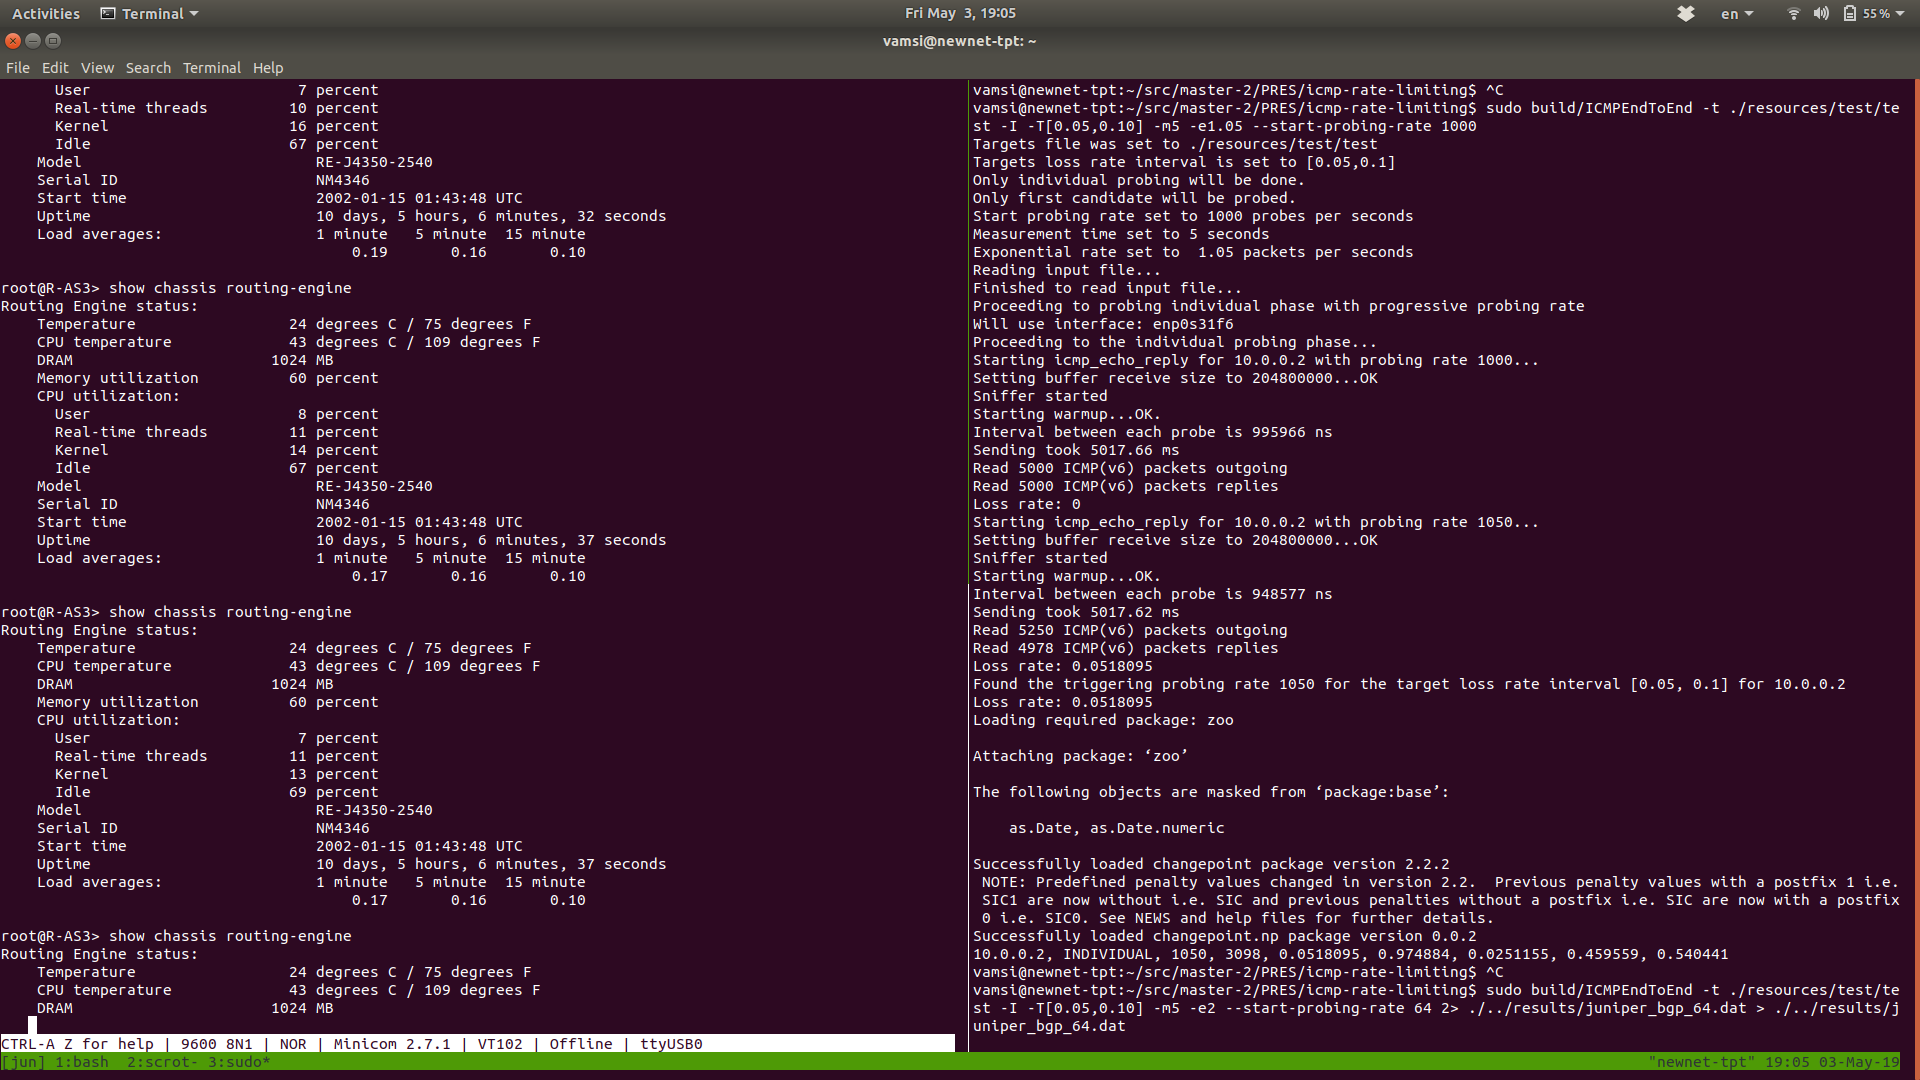 Activities Terminal Fri May 3, 19:05 en 55%
vamsi@newnet-tpt: ~
File Edit View Search Terminal Help
User 7 percent
Real-time threads 10 percent
Kernel 16 percent
Idle 67 percent
Model RE-J4350-2540
Serial ID NM4346
Start time 2002-01-15 01:43:48 UTC
Uptime 10 days, 5 hours, 6 minutes, 32 seconds
Load averages: 1 minute 5 minute 15 minute
0.19 0.16 0.10
root@R-AS3> show chassis routing-engine
Routing Engine status:
Temperature 24 degrees C / 75 degrees F
CPU temperature 43 degrees C / 109 degrees F
DRAM 1024 MB
Memory utilization 60 percent
CPU utilization:
User 8 percent
Real-time threads 11 percent
Kernel 14 percent
Idle 67 percent
Model RE-J4350-2540
Serial ID NM4346
Start time 2002-01-15 01:43:48 UTC
Uptime 10 days, 5 hours, 6 minutes, 37 seconds
Load averages: 1 minute 5 minute 15 minute
0.17 0.16 0.10
root@R-AS3> show chassis routing-engine
Routing Engine status:
Temperature 24 degrees C / 75 degrees F
CPU temperature 43 degrees C / 109 degrees F
DRAM 1024 MB
Memory utilization 60 percent
CPU utilization:
User 7 percent
Real-time threads 11 percent
Kernel 13 percent
Idle 69 percent
Model RE-J4350-2540
Serial ID NM4346
Start time 2002-01-15 01:43:48 UTC
Uptime 10 days, 5 hours, 6 minutes, 37 seconds
Load averages: 1 minute 5 minute 15 minute
0.17 0.16 0.10
root@R-AS3> show chassis routing-engine
Routing Engine status:
Temperature 24 degrees C / 75 degrees F
CPU temperature 43 degrees C / 109 degrees F
DRAM 1024 MB
CTRL-A Z for help | 9600 8N1 | NOR | Minicom 2.7.1 | VT102 | Offline | ttyUSB0
vamsi@newnet-tpt:~/src/master-2/PRES/icmp-rate-limiting$ ^C
vamsi@newnet-tpt:~/src/master-2/PRES/icmp-rate-limiting$ sudo build/ICMPEndToEnd -t ./resources/test/te
st -I -T[0.05,0.10] -m5 -e1.05 --start-probing-rate 1000
Targets file was set to ./resources/test/test
Targets loss rate interval is set to [0.05,0.1]
Only individual probing will be done.
Only first candidate will be probed.
Start probing rate set to 1000 probes per seconds
Measurement time set to 5 seconds
Exponential rate set to  1.05 packets per seconds
Reading input file...
Finished to read input file...
Proceeding to probing individual phase with progressive probing rate
Will use interface: enp0s31f6
Proceeding to the individual probing phase...
Starting icmp_echo_reply for 10.0.0.2 with probing rate 1000...
Setting buffer receive size to 204800000...OK
Sniffer started
Starting warmup...OK.
Interval between each probe is 995966 ns
Sending took 5017.66 ms
Read 5000 ICMP(v6) packets outgoing
Read 5000 ICMP(v6) packets replies
Loss rate: 0
Starting icmp_echo_reply for 10.0.0.2 with probing rate 1050...
Setting buffer receive size to 204800000...OK
Sniffer started
Starting warmup...OK.
Interval between each probe is 948577 ns
Sending took 5017.62 ms
Read 5250 ICMP(v6) packets outgoing
Read 4978 ICMP(v6) packets replies
Loss rate: 0.0518095
Found the triggering probing rate 1050 for the target loss rate interval [0.05, 0.1] for 10.0.0.2
Loss rate: 0.0518095
Loading required package: zoo
Attaching package: ‘zoo’
The following objects are masked from ‘package:base’:
as.Date, as.Date.numeric
Successfully loaded changepoint package version 2.2.2
NOTE: Predefined penalty values changed in version 2.2.  Previous penalty values with a postfix 1 i.e.
SIC1 are now without i.e. SIC and previous penalties without a postfix i.e. SIC are now with a postfix
0 i.e. SIC0. See NEWS and help files for further details.
Successfully loaded changepoint.np package version 0.0.2
10.0.0.2, INDIVIDUAL, 1050, 3098, 0.0518095, 0.974884, 0.0251155, 0.459559, 0.540441
vamsi@newnet-tpt:~/src/master-2/PRES/icmp-rate-limiting$ ^C
vamsi@newnet-tpt:~/src/master-2/PRES/icmp-rate-limiting$ sudo build/ICMPEndToEnd -t ./resources/test/te
st -I -T[0.05,0.10] -m5 -e2 --start-probing-rate 64 2> ./../results/juniper_bgp_64.dat > ./../results/j
uniper_bgp_64.dat
[jun] 1:bash 2:scrot- 3:sudo* "newnet-tpt" 19:05 03-May-19